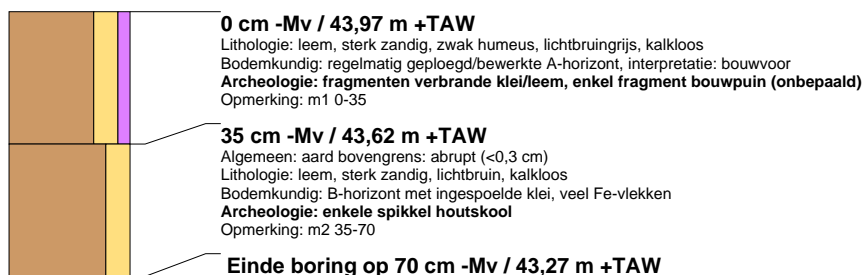 0 cm -Mv / 43,97 m +TAW
Lithologie: leem, sterk zandig, zwak humeus, lichtbruingrijs, kalkloos
Bodemkundig: regelmatig geploegd/bewerkte A-horizont, interpretatie: bouwvoor
Archeologie: fragmenten verbrande klei/leem, enkel fragment bouwpuin (onbepaald)
Opmerking: m1 0-35
35 cm -Mv / 43,62 m +TAW
Algemeen: aard bovengrens: abrupt (<0,3 cm)
Lithologie: leem, sterk zandig, lichtbruin, kalkloos
Bodemkundig: B-horizont met ingespoelde klei, veel Fe-vlekken
Archeologie: enkele spikkel houtskool
Opmerking: m2 35-70
Einde boring op 70 cm -Mv / 43,27 m +TAW